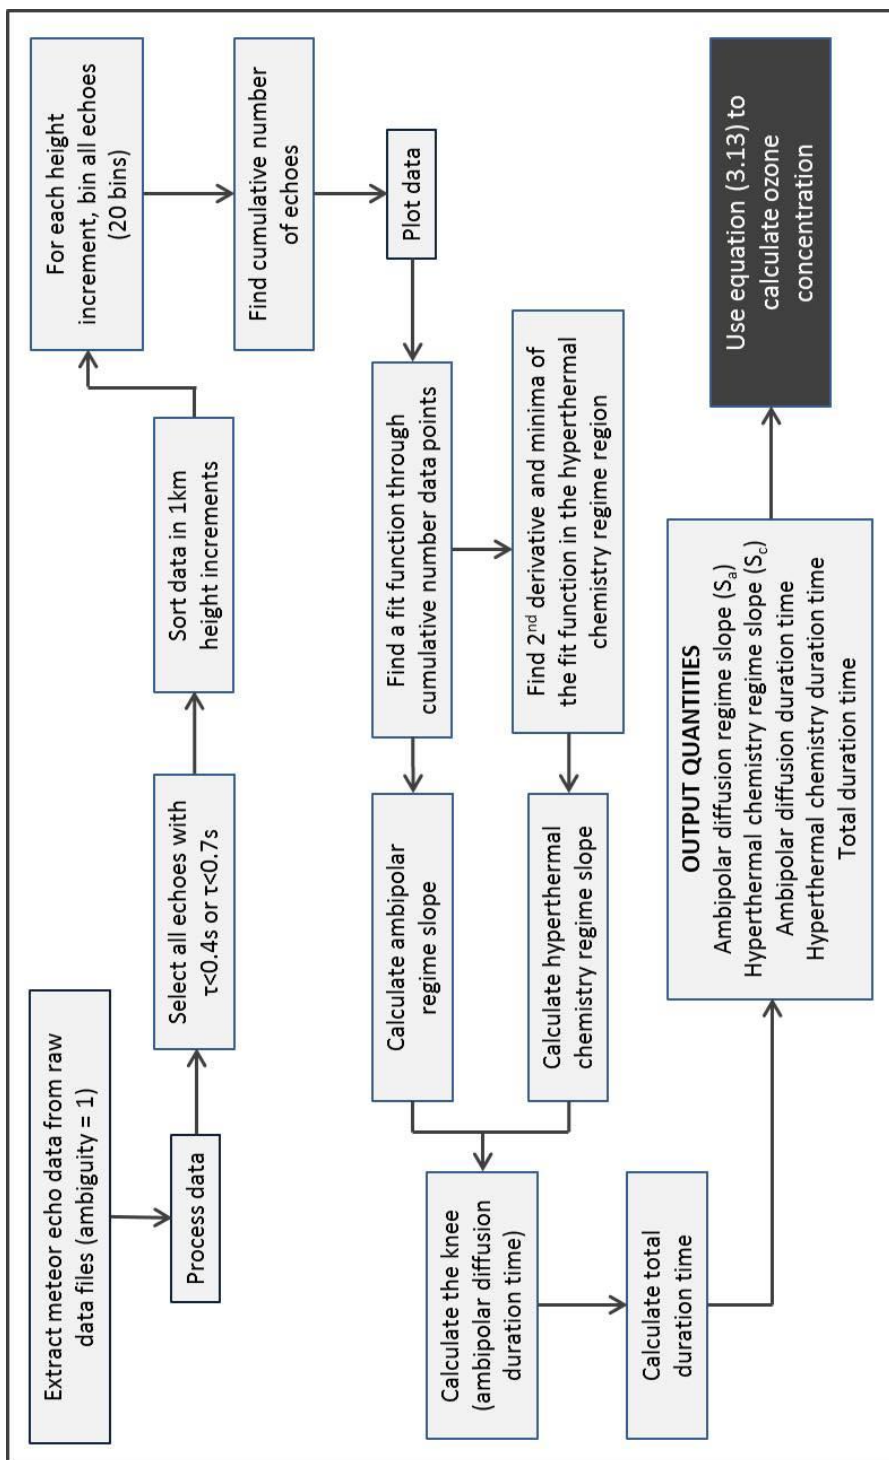 Extract meteor echo data from raw
data files (ambiguity = 1)
Process data
Select all echoes with
τ<0.4s or τ<0.7s
Sort data in 1km
height increments
For each height
increment, bin all echoes
(20 bins)
Find cumulative number
of echoes
Plot data
Find a fit function through
cumulative number data points
Find 2nd derivative and minima of
the fit function in the hyperthermal
chemistry regime region
Calculate ambipolar
regime slope
Calculate hyperthermal
chemistry regime slope
Calculate the knee
(ambipolar diffusion
duration time)
Calculate total
duration time
OUTPUT QUANTITIES
Ambipolar diffusion regime slope (Sa)
Hyperthermal chemistry regime slope (Sc)
Ambipolar diffusion duration time
Hyperthermal chemistry duration time
Total duration time
Use equation (3.13) to
calculate ozone
concentration